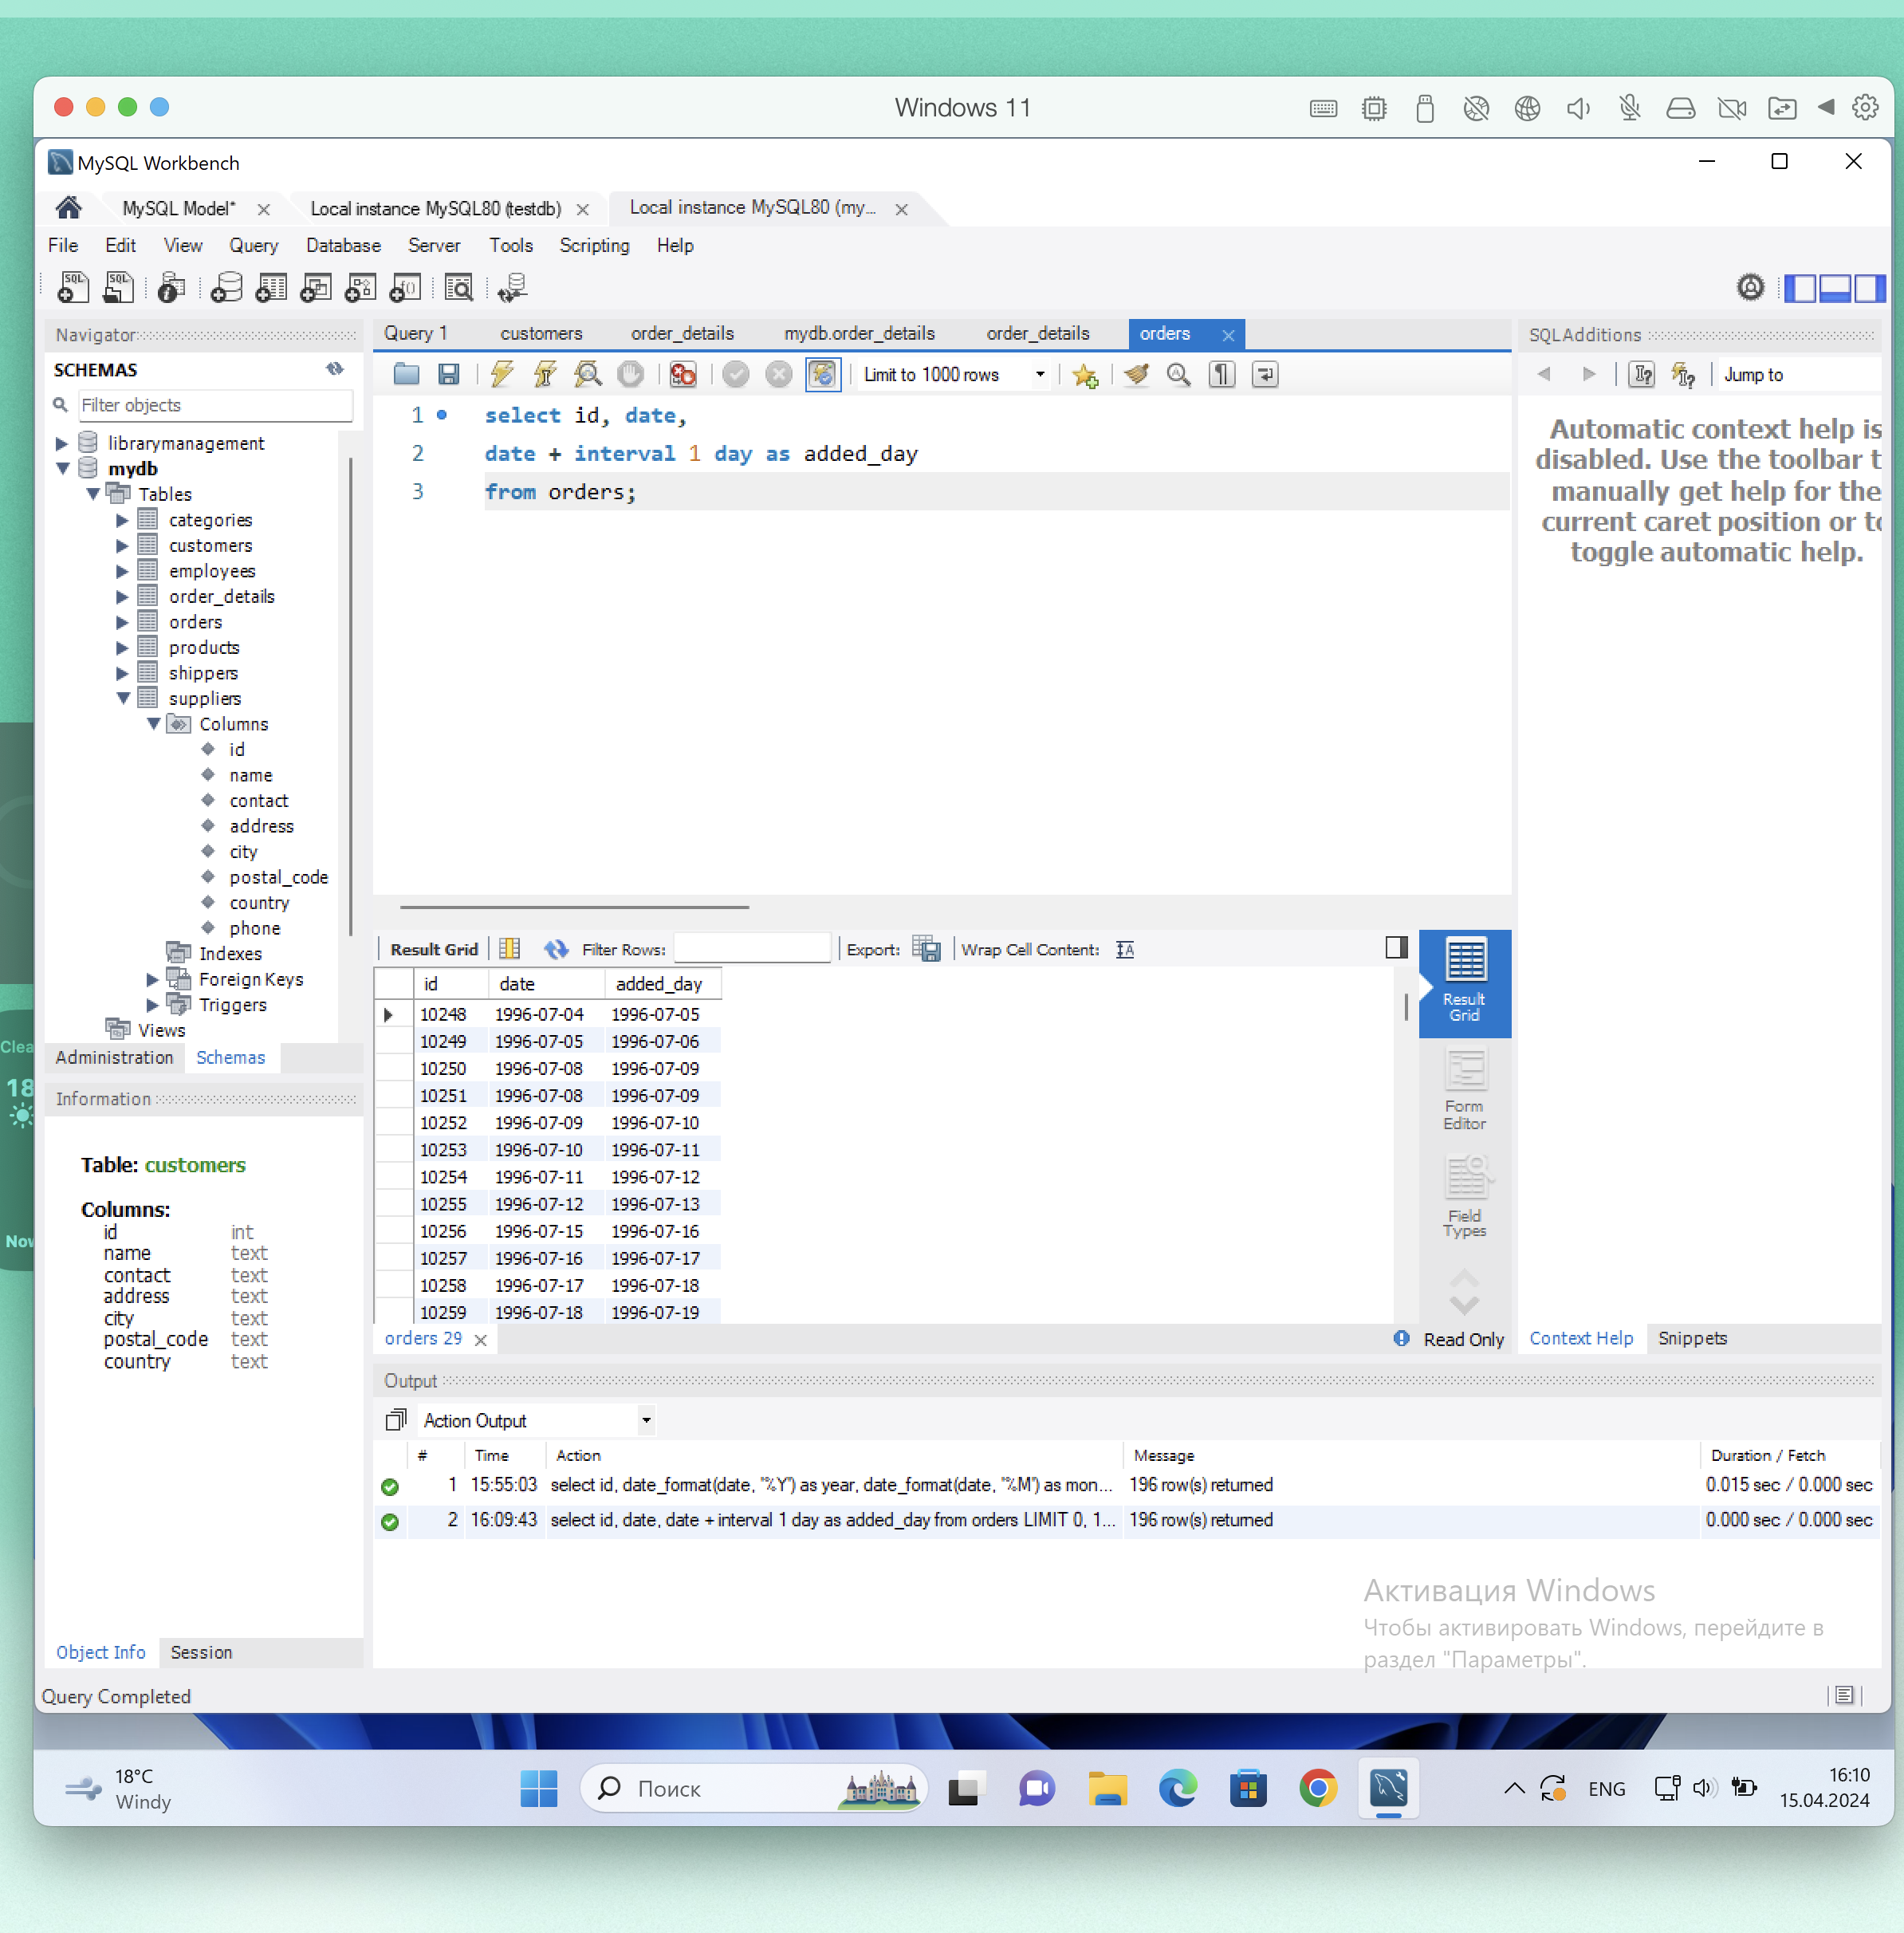 Windows 11
MySQL Workbench
MySQL Model*
Local instance MySQL80 (testdb)
Local instance MySQL80 (my...
File Edit View Query Database Server Tools Scripting Help
Navigator
SCHEMAS
Filter objects
librarymanagement
mydb
Tables
categories
customers
employees
order_details
orders
products
shippers
suppliers
Columns
id
name
contact
address
city
postal_code
country
phone
Indexes
Foreign Keys
Triggers
Views
Administration Schemas
Information
Table: customers
Columns:
id int
name text
contact text
address text
city text
postal_code text
country text
Object Info Session
Query 1 customers order_details mydb.order_details order_details orders
Limit to 1000 rows
1 select id, date,
2 date + interval 1 day as added_day
3 from orders;
Result Grid Filter Rows: Export: Wrap Cell Content:
id date added_day
10248 1996-07-04 1996-07-05
10249 1996-07-05 1996-07-06
10250 1996-07-08 1996-07-09
10251 1996-07-08 1996-07-09
10252 1996-07-09 1996-07-10
10253 1996-07-10 1996-07-11
10254 1996-07-11 1996-07-12
10255 1996-07-12 1996-07-13
10256 1996-07-15 1996-07-16
10257 1996-07-16 1996-07-17
10258 1996-07-17 1996-07-18
10259 1996-07-18 1996-07-19
Result
Grid
Form
Editor
Field
Types
orders 29
Read Only
SQLAdditions
Jump to
Automatic context help is
disabled. Use the toolbar t
manually get help for the
current caret position or to
toggle automatic help.
Context Help Snippets
Output
Action Output
# Time Action Message Duration / Fetch
1 15:55:03 select id, date_format(date, "%Y") as year, date_format(date, "%M") as mon... 196 row(s) returned 0.015 sec / 0.000 sec
2 16:09:43 select id, date, date + interval 1 day as added_day from orders LIMIT 0, 1... 196 row(s) returned 0.000 sec / 0.000 sec
Активация Windows
Чтобы активировать Windows, перейдите в
раздел "Параметры".
Query Completed
18°C
Windy
Поиск
ENG
16:10
15.04.2024
Clea
18
Nov